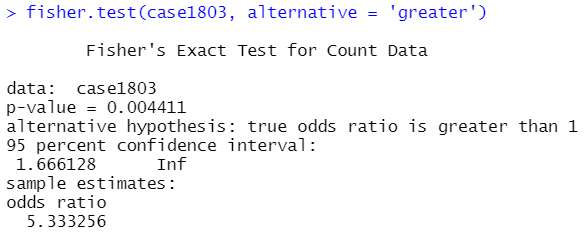 > fisher.test(case1803, alternative = 'greater')
Fisher's Exact Test for Count Data
data:  case1803
p-value = 0.004411
alternative hypothesis: true odds ratio is greater than 1
95 percent confidence interval:
 1.666128      Inf
sample estimates:
odds ratio
  5.333256